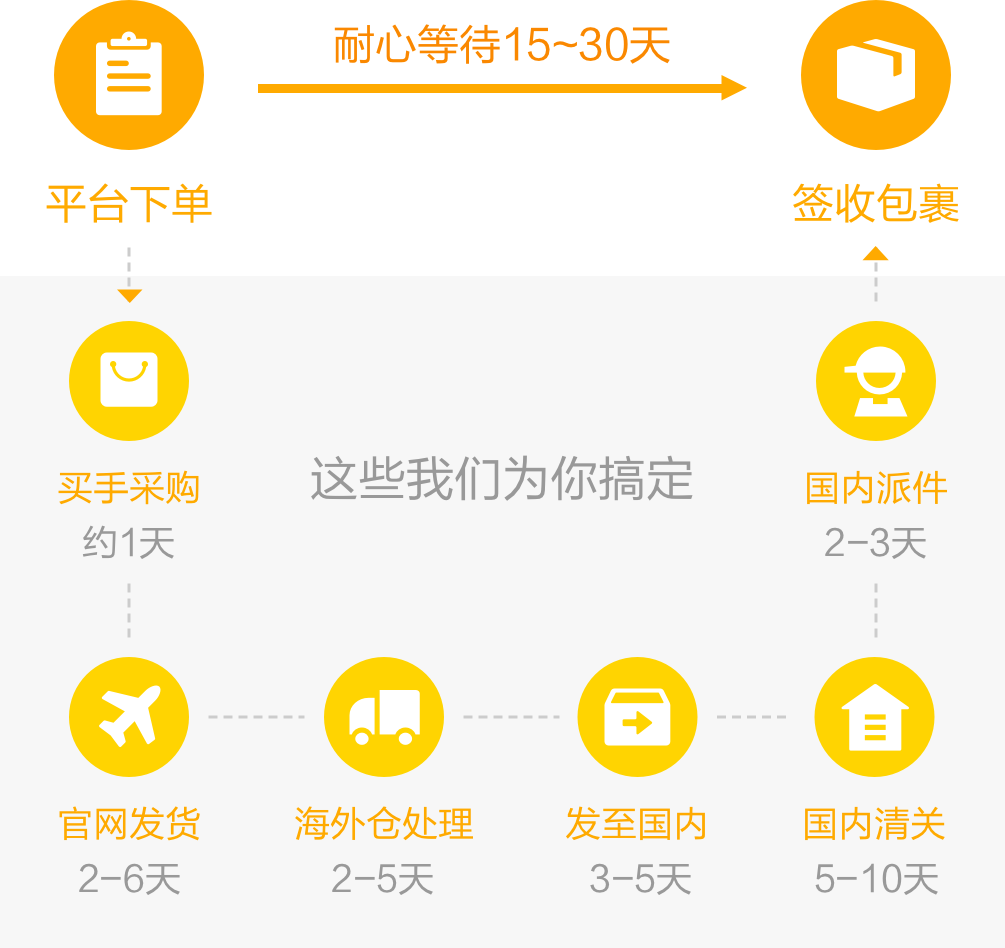 耐心等待15~30天
平台下单
签收包裹
买手采购
约1天
这些我们为你搞定
国内派件
2-3天
官网发货
2-6天
海外仓处理
2-5天
发至国内
3-5天
国内清关
5-10天